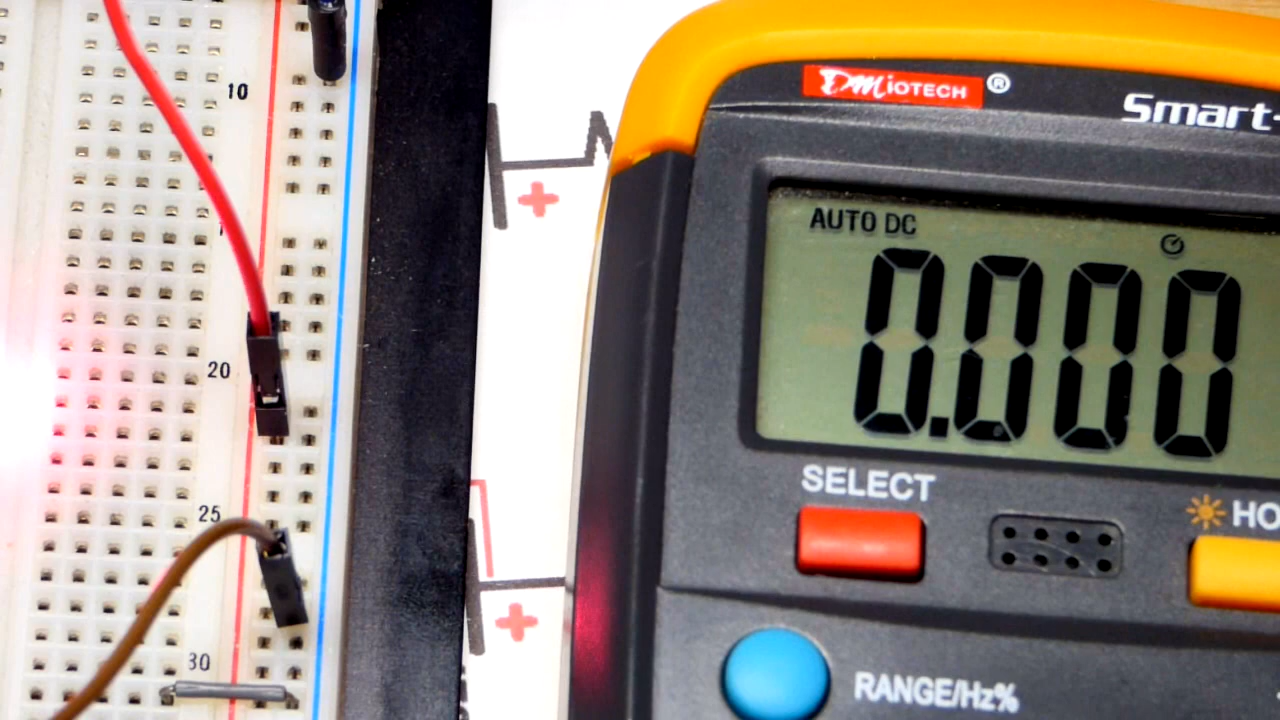 10
20
25
30
DMiOTECH ®
Smart-
AUTO DC
0.000
SELECT
HO
RANGE/Hz%